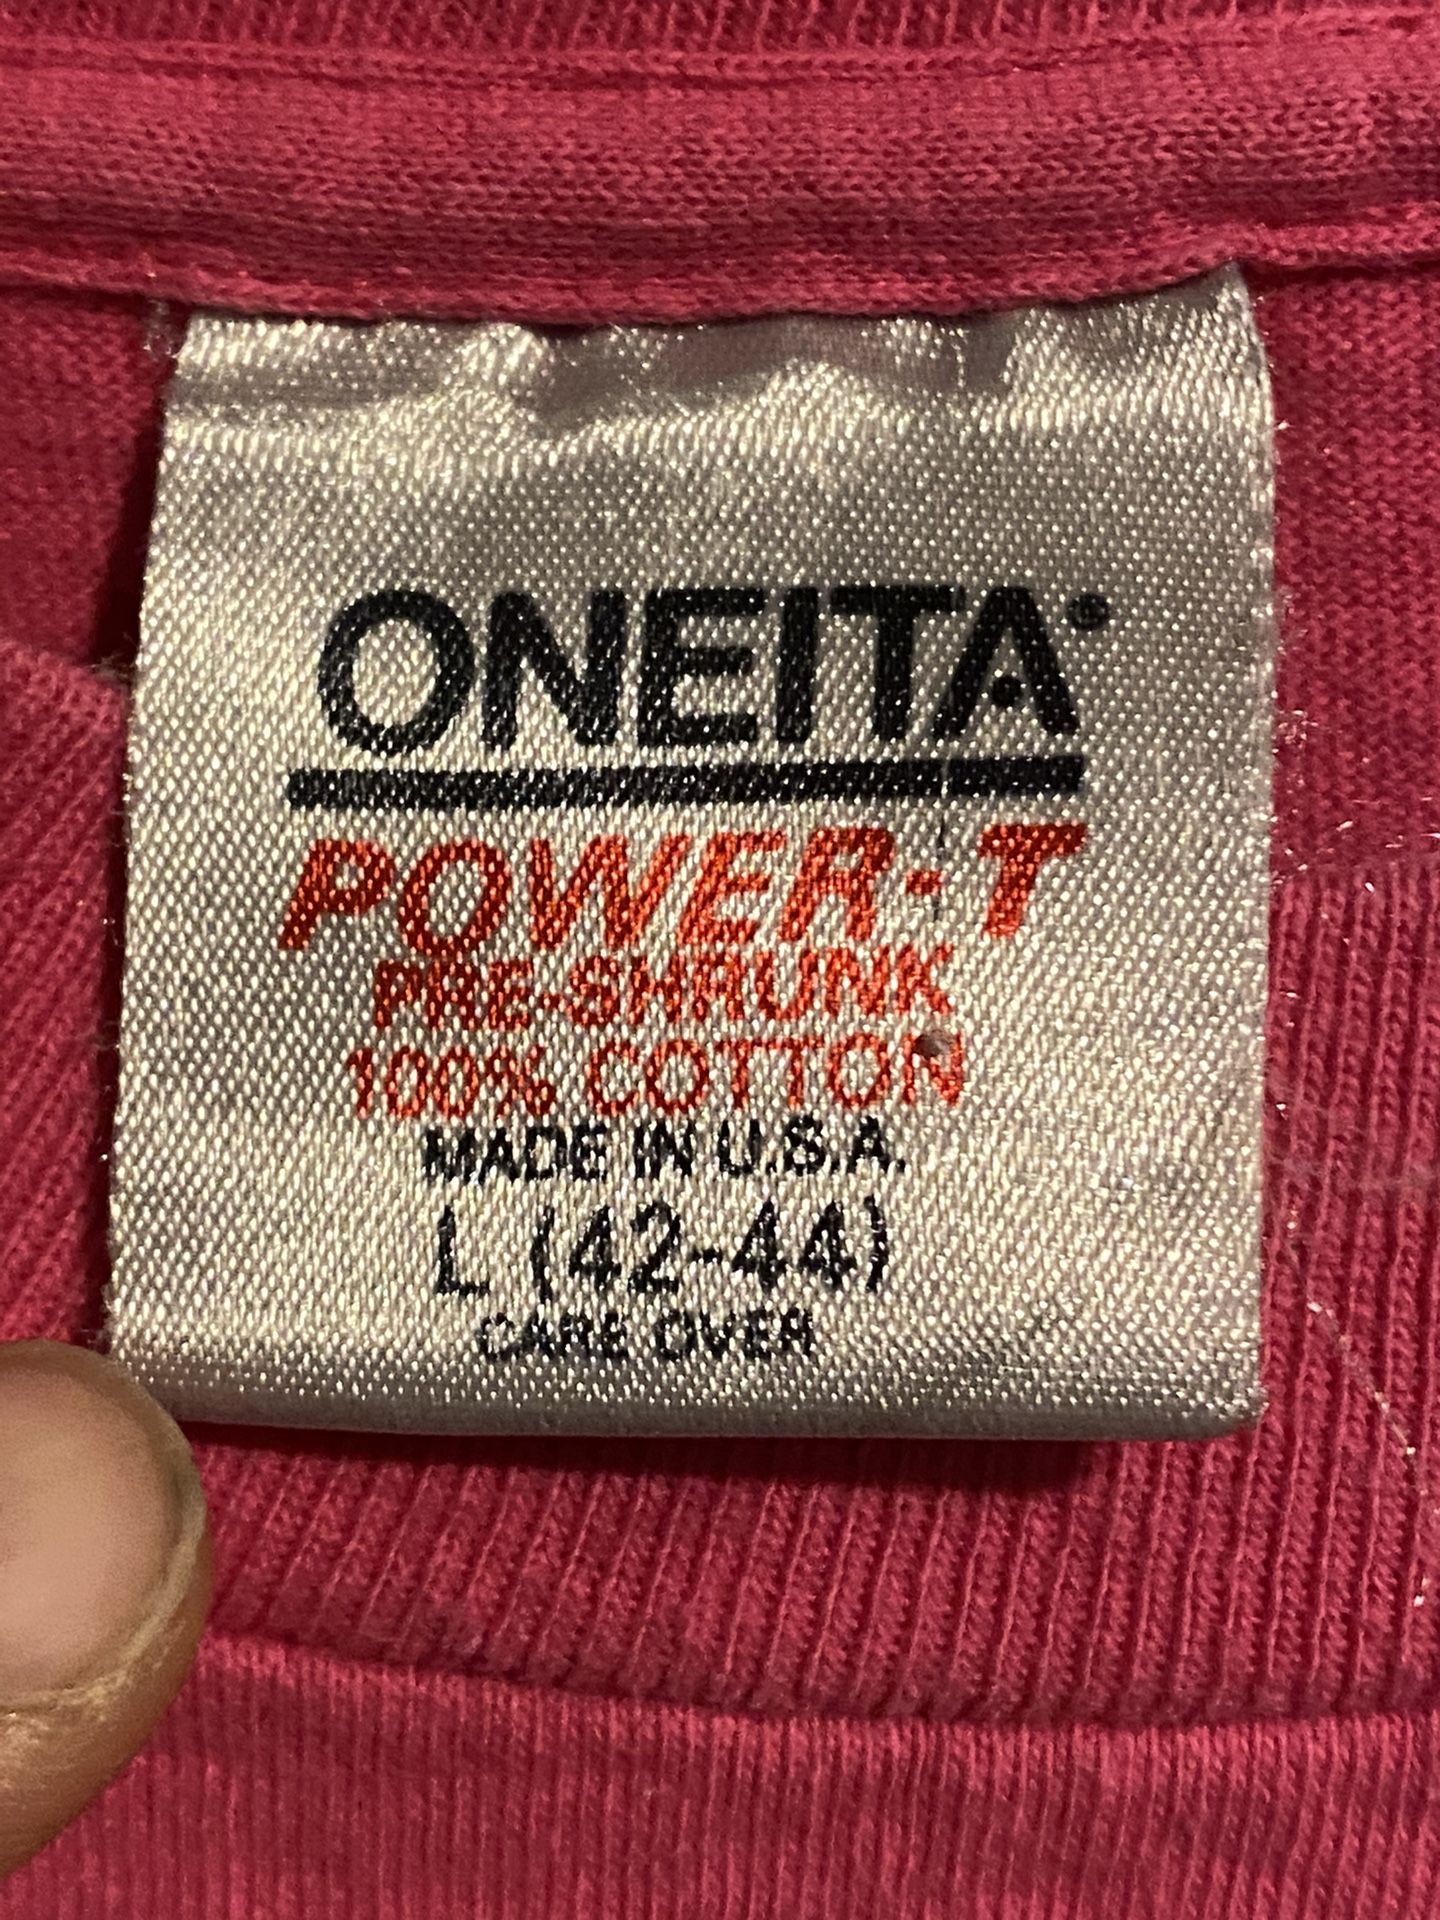 ONEITA®
POWER-T
PRE-SHRUNK
100% COTTON
MADE IN U.S.A.
L (42-44)
CARE OVER